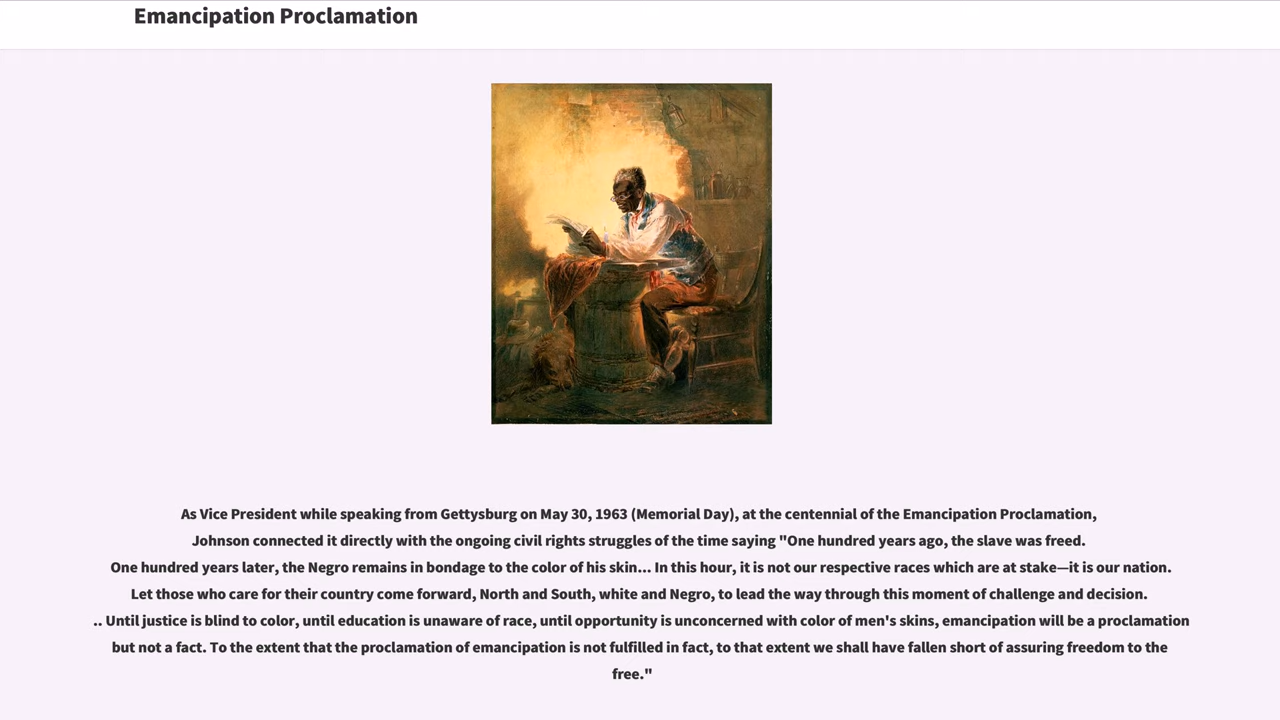 Emancipation Proclamation
As Vice President while speaking from Gettysburg on May 30, 1963 (Memorial Day), at the centennial of the Emancipation Proclamation,
Johnson connected it directly with the ongoing civil rights struggles of the time saying "One hundred years ago, the slave was freed.
One hundred years later, the Negro remains in bondage to the color of his skin... In this hour, it is not our respective races which are at stake—it is our nation.
Let those who care for their country come forward, North and South, white and Negro, to lead the way through this moment of challenge and decision.
.. Until justice is blind to color, until education is unaware of race, until opportunity is unconcerned with color of men's skins, emancipation will be a proclamation
but not a fact. To the extent that the proclamation of emancipation is not fulfilled in fact, to that extent we shall have fallen short of assuring freedom to the
free."